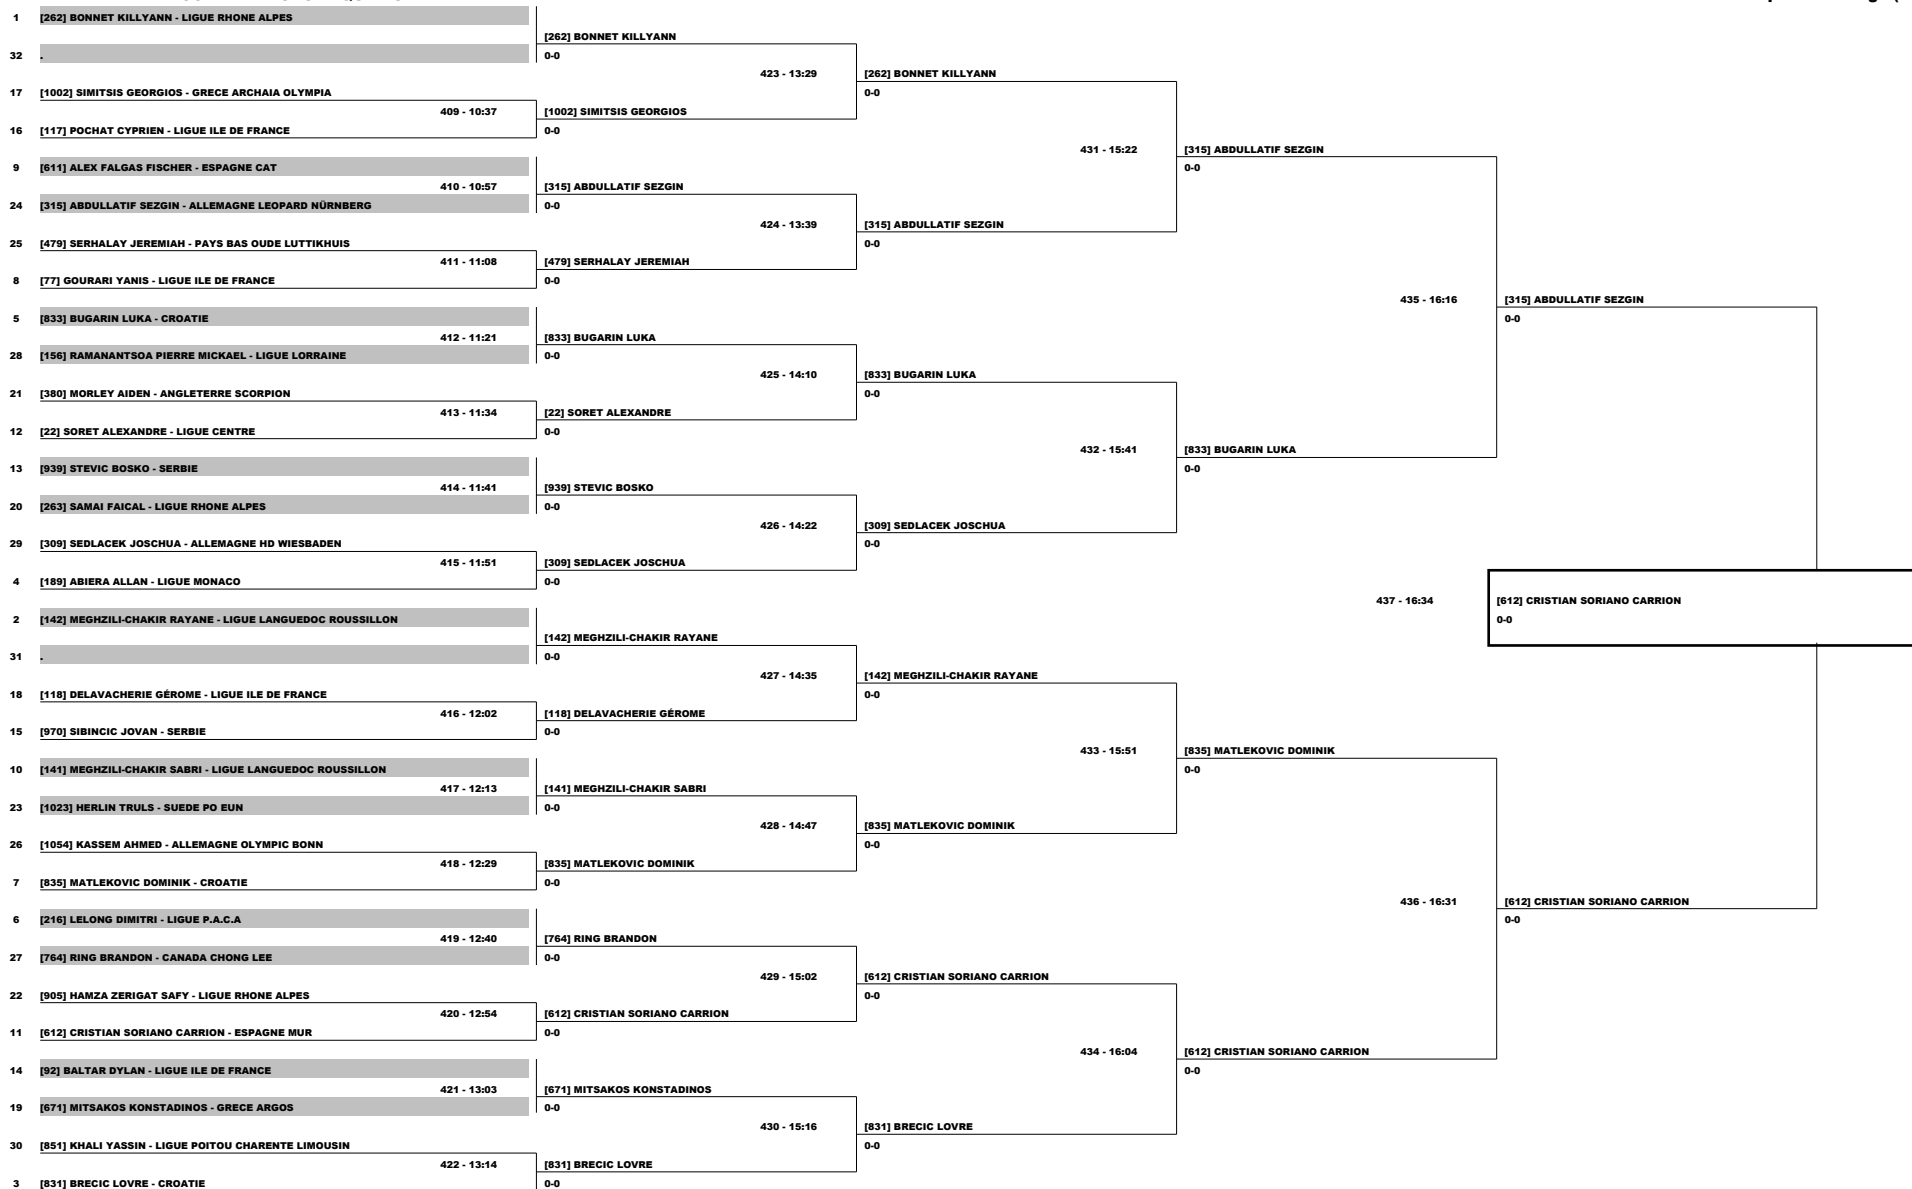 1 [262] BONNET KILLYANN - LIGUE RHONE ALPES
[262] BONNET KILLYANN
32 .
0-0
423 - 13:29
[262] BONNET KILLYANN
17 [1002] SIMITSIS GEORGIOS - GRECE ARCHAIA OLYMPIA
0-0
409 - 10:37
[1002] SIMITSIS GEORGIOS
16 [117] POCHAT CYPRIEN - LIGUE ILE DE FRANCE
0-0
431 - 15:22
[315] ABDULLATIF SEZGIN
9 [611] ALEX FALGAS FISCHER - ESPAGNE CAT
0-0
410 - 10:57
[315] ABDULLATIF SEZGIN
24 [315] ABDULLATIF SEZGIN - ALLEMAGNE LEOPARD NÜRNBERG
0-0
424 - 13:39
[315] ABDULLATIF SEZGIN
25 [479] SERHALAY JEREMIAH - PAYS BAS OUDE LUTTIKHUIS
0-0
411 - 11:08
[479] SERHALAY JEREMIAH
8 [77] GOURARI YANIS - LIGUE ILE DE FRANCE
0-0
435 - 16:16
[315] ABDULLATIF SEZGIN
5 [833] BUGARIN LUKA - CROATIE
0-0
412 - 11:21
[833] BUGARIN LUKA
28 [156] RAMANANTSOA PIERRE MICKAEL - LIGUE LORRAINE
0-0
425 - 14:10
[833] BUGARIN LUKA
21 [380] MORLEY AIDEN - ANGLETERRE SCORPION
0-0
413 - 11:34
[22] SORET ALEXANDRE
12 [22] SORET ALEXANDRE - LIGUE CENTRE
0-0
432 - 15:41
[833] BUGARIN LUKA
13 [939] STEVIC BOSKO - SERBIE
0-0
414 - 11:41
[939] STEVIC BOSKO
20 [263] SAMAI FAICAL - LIGUE RHONE ALPES
0-0
426 - 14:22
[309] SEDLACEK JOSCHUA
29 [309] SEDLACEK JOSCHUA - ALLEMAGNE HD WIESBADEN
0-0
415 - 11:51
[309] SEDLACEK JOSCHUA
4 [189] ABIERA ALLAN - LIGUE MONACO
0-0
437 - 16:34
[612] CRISTIAN SORIANO CARRION
2 [142] MEGHZILI-CHAKIR RAYANE - LIGUE LANGUEDOC ROUSSILLON
0-0
[142] MEGHZILI-CHAKIR RAYANE
31 .
0-0
427 - 14:35
[142] MEGHZILI-CHAKIR RAYANE
18 [118] DELAVACHERIE GÉROME - LIGUE ILE DE FRANCE
0-0
416 - 12:02
[118] DELAVACHERIE GÉROME
15 [970] SIBINCIC JOVAN - SERBIE
0-0
433 - 15:51
[835] MATLEKOVIC DOMINIK
10 [141] MEGHZILI-CHAKIR SABRI - LIGUE LANGUEDOC ROUSSILLON
0-0
417 - 12:13
[141] MEGHZILI-CHAKIR SABRI
23 [1023] HERLIN TRULS - SUEDE PO EUN
0-0
428 - 14:47
[835] MATLEKOVIC DOMINIK
26 [1054] KASSEM AHMED - ALLEMAGNE OLYMPIC BONN
0-0
418 - 12:29
[835] MATLEKOVIC DOMINIK
7 [835] MATLEKOVIC DOMINIK - CROATIE
0-0
436 - 16:31
[612] CRISTIAN SORIANO CARRION
6 [216] LELONG DIMITRI - LIGUE P.A.C.A
0-0
419 - 12:40
[764] RING BRANDON
27 [764] RING BRANDON - CANADA CHONG LEE
0-0
429 - 15:02
[612] CRISTIAN SORIANO CARRION
22 [905] HAMZA ZERIGAT SAFY - LIGUE RHONE ALPES
0-0
420 - 12:54
[612] CRISTIAN SORIANO CARRION
11 [612] CRISTIAN SORIANO CARRION - ESPAGNE MUR
0-0
434 - 16:04
[612] CRISTIAN SORIANO CARRION
14 [92] BALTAR DYLAN - LIGUE ILE DE FRANCE
0-0
421 - 13:03
[671] MITSAKOS KONSTADINOS
19 [671] MITSAKOS KONSTADINOS - GRECE ARGOS
0-0
430 - 15:16
[831] BRECIC LOVRE
30 [851] KHALI YASSIN - LIGUE POITOU CHARENTE LIMOUSIN
0-0
422 - 13:14
[831] BRECIC LOVRE
3 [831] BRECIC LOVRE - CROATIE
0-0